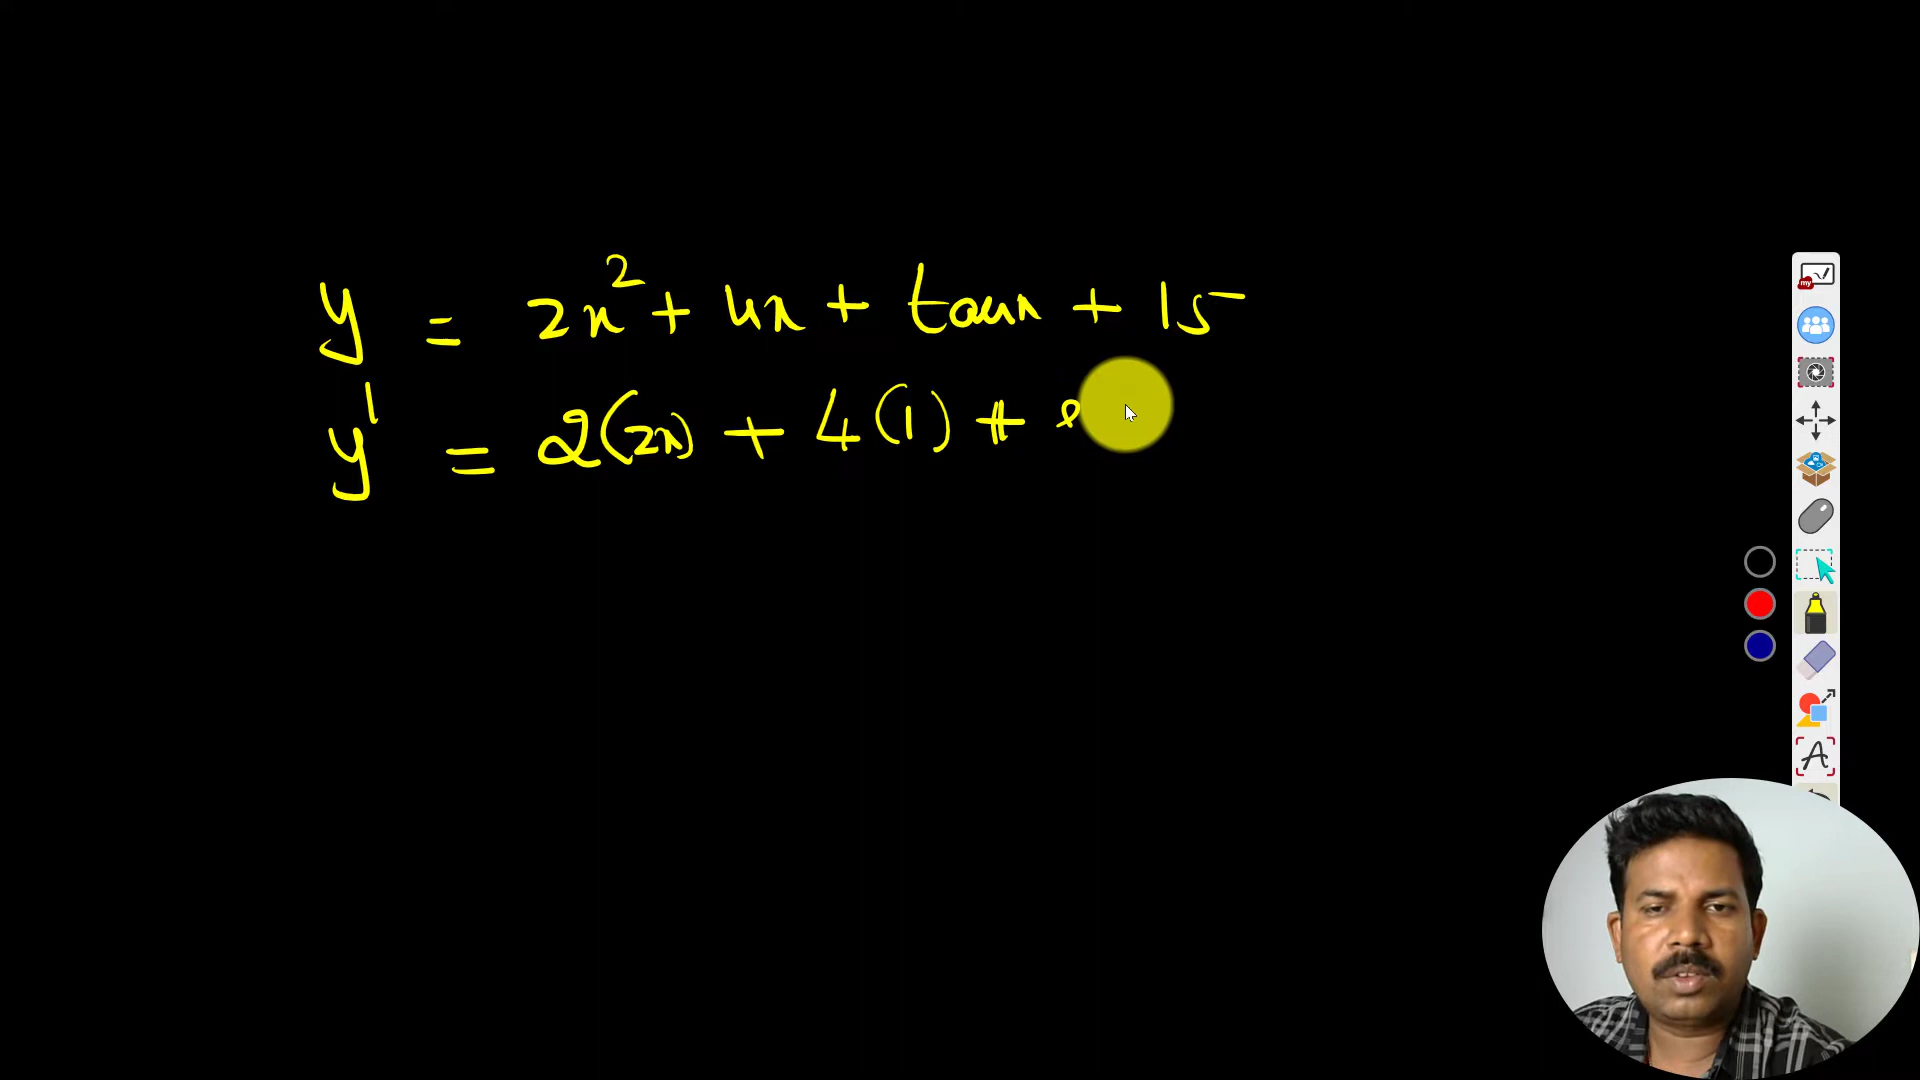 y = 2x² + 4x + tanx + 15
y' = 2(2x) + 4(1) + s